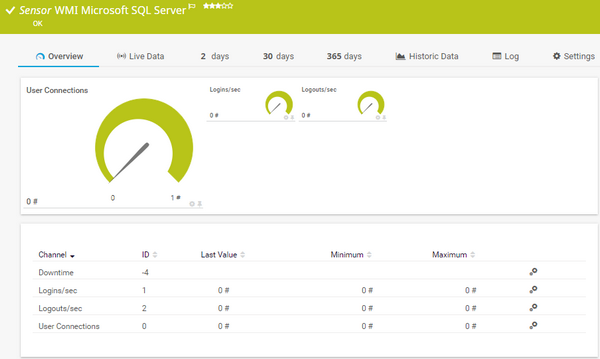 Sensor WMI Microsoft SQL Server
OK
Overview Live Data 2 days 30 days 365 days Historic Data Log Settings
User Connections Logins/sec Logouts/sec
0 # 0 #
0 # 0 1 #
Channel ID Last Value Minimum Maximum
Downtime -4
Logins/sec 1 0 # 0 # 0 #
Logouts/sec 2 0 # 0 # 0 #
User Connections 0 0 # 0 # 0 #